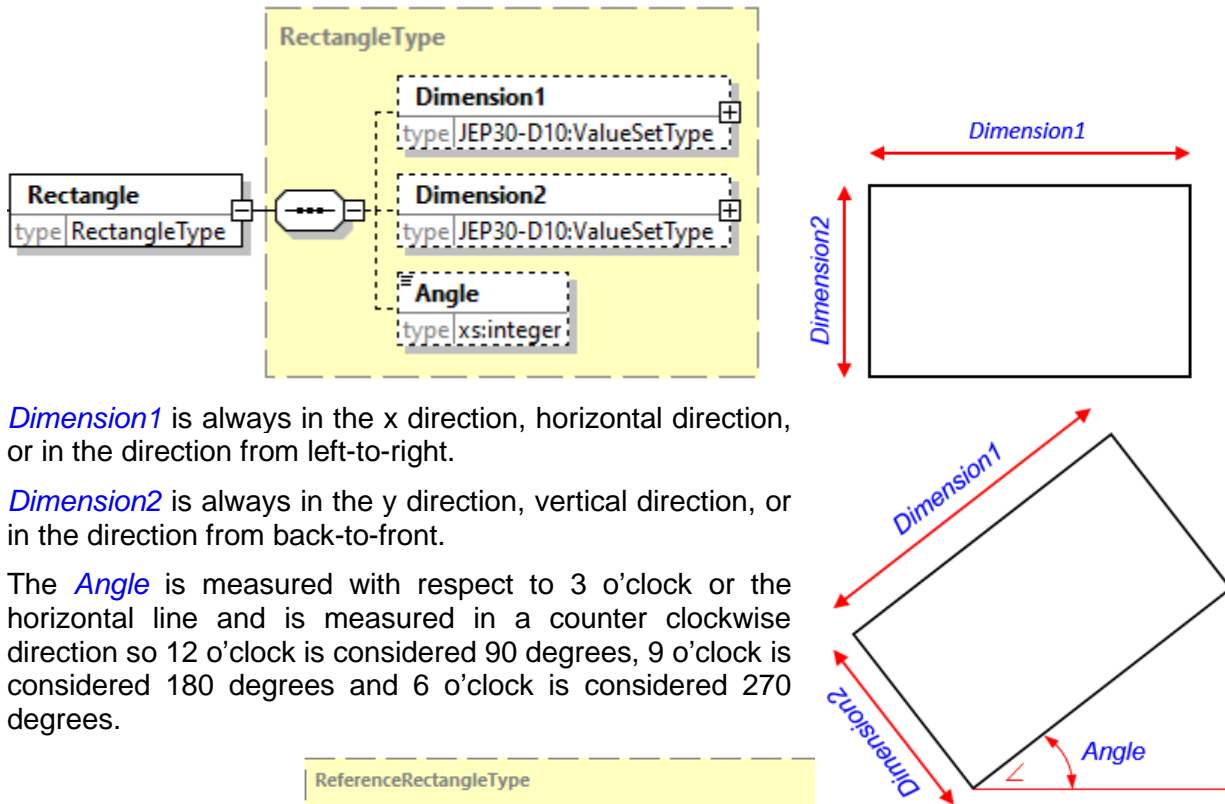 RectangleType
Dimension1
type JEP30-D10:ValueSetType
Rectangle
type RectangleType
Dimension2
type JEP30-D10:ValueSetType
Angle
type xs:integer
Dimension1
Dimension2
Dimension1 is always in the x direction, horizontal direction,
or in the direction from left-to-right.
Dimension2 is always in the y direction, vertical direction, or
in the direction from back-to-front.
The Angle is measured with respect to 3 o’clock or the
horizontal line and is measured in a counter clockwise
direction so 12 o’clock is considered 90 degrees, 9 o’clock is
considered 180 degrees and 6 o’clock is considered 270
degrees.
Dimension1
Dimension2
Angle
ReferenceRectangleType